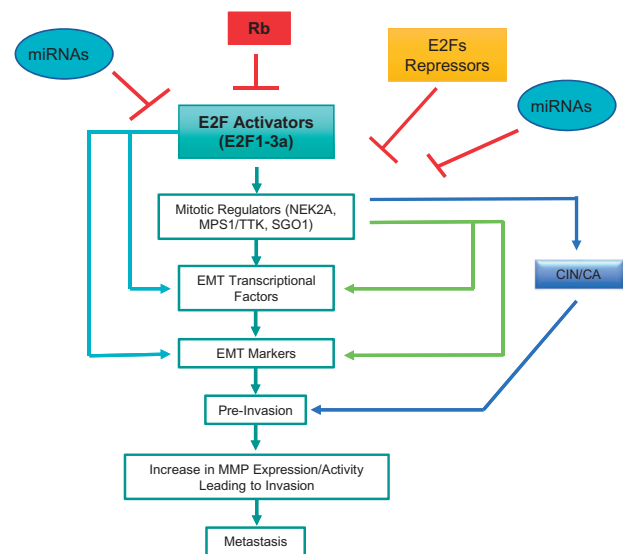 Rb
miRNAs
E2Fs
Repressors
miRNAs
E2F Activators
(E2F1-3a)
Mitotic Regulators (NEK2A,
MPS1/TTK, SGO1)
CIN/CA
EMT Transcriptional
Factors
EMT Markers
Pre-Invasion
Increase in MMP Expression/Activity
Leading to Invasion
Metastasis